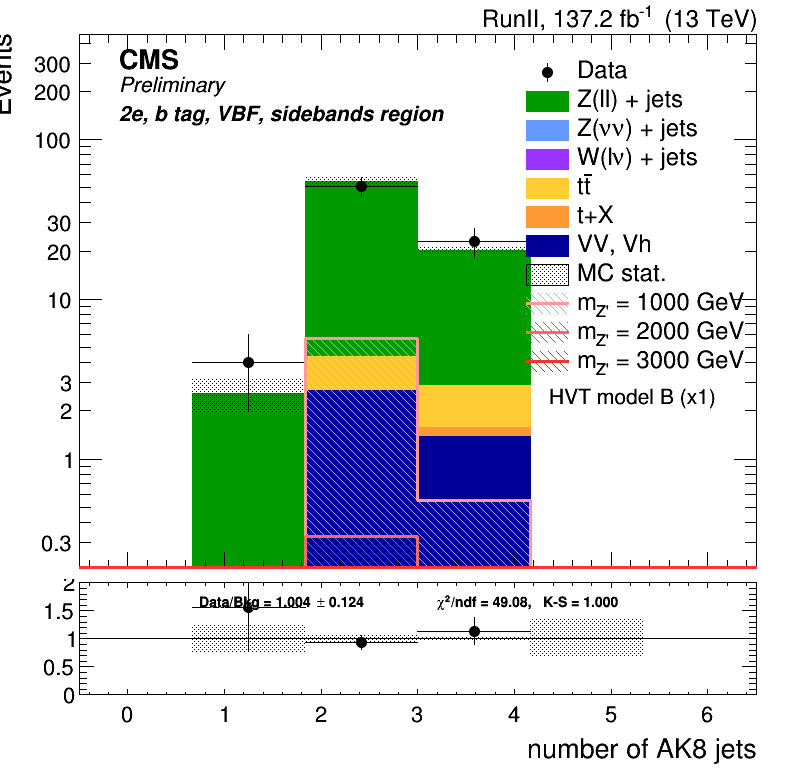 RunII, 137.2 fb⁻¹ (13 TeV)
Events
CMS
Preliminary
2e, b tag, VBF, sidebands region
Data
Z(ll) + jets
Z(νν) + jets
W(lν) + jets
tt̄
t+X
VV, Vh
MC stat.
m_Z' = 1000 GeV
m_Z' = 2000 GeV
m_Z' = 3000 GeV
HVT model B (x1)
300
200
100
30
20
10
3
2
1
0.3
2
1.5
1
0.5
0
Data/Bkg = 1.004 ± 0.124
χ²/ndf = 49.08, K-S = 1.000
0 1 2 3 4 5 6
number of AK8 jets